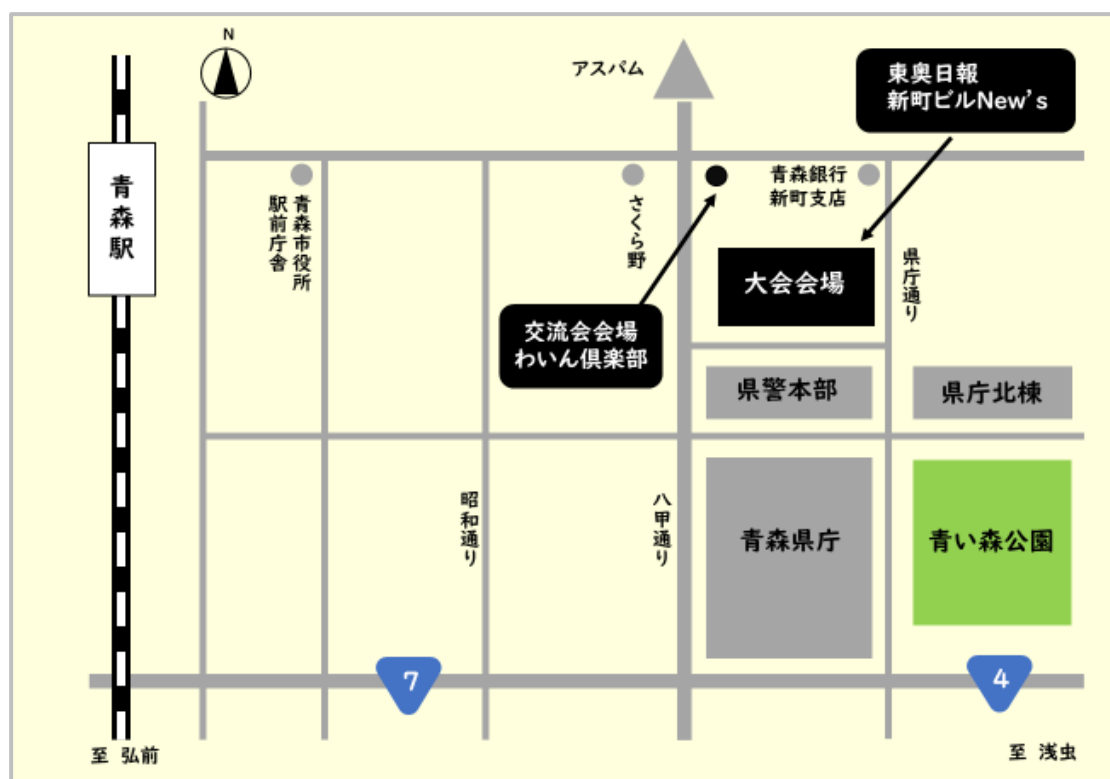 N
アスパム
東奥日報
新町ビルNew’s
青森駅
青森市役所
駅前庁舎
さくら野
青森銀行
新町支店
県庁通り
大会会場
交流会会場
わいん倶楽部
県警本部
県庁北棟
昭和通り
八甲通り
青森県庁
青い森公園
7
4
至 弘前
至 浅虫